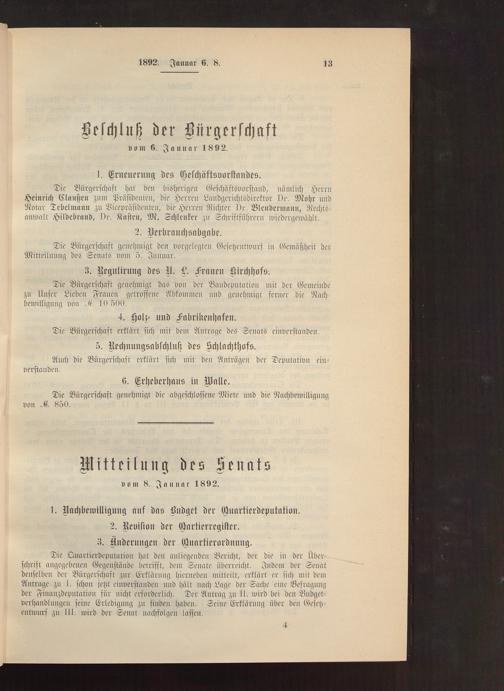 1892. Januar 6. 8. 13
Beschluß der Bürgerschaft
vom 6. Januar 1892.
1. Erneuerung des Geschäftsvorstandes.
Die Bürgerschaft hat den bisherigen Geschäftsvorstand, nämlich Herrn
Heinrich Claussen zum Präsidenten, die Herren Landgerichtsdirektor Dr. Mohr und
Notar Tebelmann zu Vicepräsidenten, die Herren Richter Dr. Blendermann, Rechts-
anwalt Hildebrand, Dr. Kasten, M. Schlenker zu Schriftführern wiedergewählt.
2. Verbrauchsabgabe.
Die Bürgerschaft genehmigt den vorgelegten Gesetzentwurf in Gemäßheit der
Mitteilung des Senats vom 5. Januar.
3. Regulirung des U. L. Frauen Kirchhofs.
Die Bürgerschaft genehmigt das von der Baudeputation mit der Gemeinde
zu Unser Lieben Frauen getroffene Abkommen und genehmigt ferner die Nach-
bewilligung von ℳ 10 500.
4. Holz- und Fabrikenhafen.
Die Bürgerschaft erklärt sich mit dem Antrage des Senats einverstanden.
5. Rechnungsabschluß des Schlachthofs.
Auch die Bürgerschaft erklärt sich mit den Anträgen der Deputation ein-
verstanden.
6. Erheberhaus in Walle.
Die Bürgerschaft genehmigt die abgeschlossene Miete und die Nachbewilligung
von ℳ. 850.
Mitteilung des Senats
vom 8. Januar 1892.
1. Nachbewilligung auf das Budget der Quartierdeputation.
2. Revision der Qartierregister.
3. Änderungen der Quartierordnung.
Die Quartierdeputation hat den anliegenden Bericht, der die in der Über-
schrift angegebenen Gegenstände betrifft, dem Senate überreicht. Indem der Senat
denselben der Bürgerschaft zur Erklärung hierneben mitteilt, erklärt er sich mit dem
Antrage zu I. schon jetzt einverstanden und hält nach Lage der Sache eine Befragung
der Finanzdeputation für nicht erforderlich. Der Antrag zu II. wird bei den Budget-
verhandlungen seine Erledigung zu finden haben. Seine Erklärung über den Gesetz-
entwurf zu III. wird der Senat nachfolgen lassen.
4